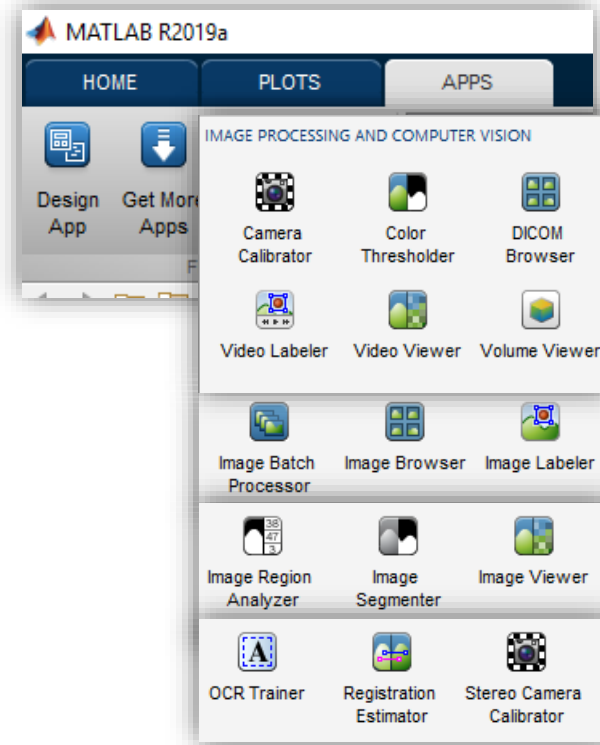 MATLAB R2019a
HOME PLOTS APPS
Design App
Get More Apps
F
IMAGE PROCESSING AND COMPUTER VISION
Camera Calibrator
Color Thresholder
DICOM Browser
Video Labeler
Video Viewer
Volume Viewer
Image Batch Processor
Image Browser
Image Labeler
38
47
3
Image Region Analyzer
Image Segmenter
Image Viewer
A
OCR Trainer
Registration Estimator
Stereo Camera Calibrator